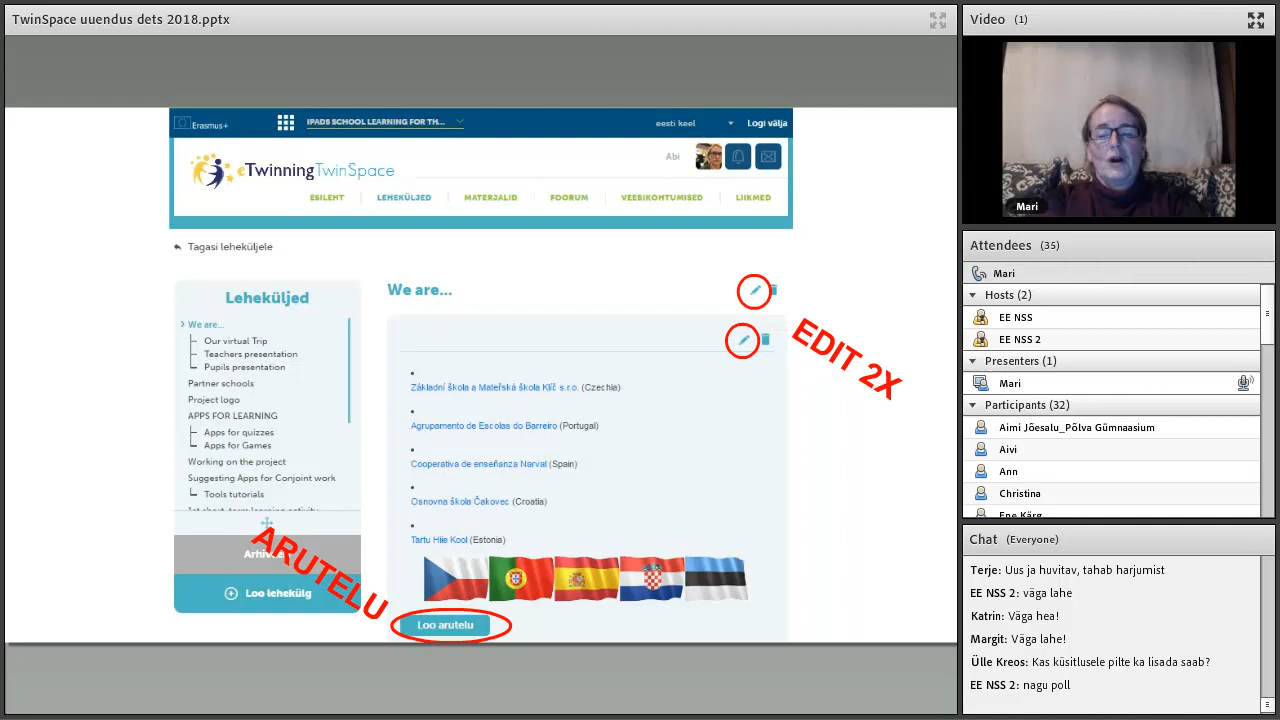 TwinSpace uuendus dets 2018.pptx
Erasmus+
IPADS SCHOOL LEARNING FOR TH...
eesti keel
Logi välja
eTwinningTwinSpace
Abi
ESILEHT
LEHEKÜLJED
MATERJALID
FOORUM
VEEBIKOHTUMISED
LIIKMED
Tagasi leheküljele
Leheküljed
We are...
Our virtual Trip
Teachers presentation
Pupils presentation
Partner schools
Project logo
APPS FOR LEARNING
Apps for quizzes
Apps for Games
Working on the project
Suggesting Apps for Conjoint work
Tools tutorials
Loo lehekülg
We are...
EDIT 2X
Základní škola a Mateřská škola Klíč s.r.o. (Czechia)
Agrupamento de Escolas do Barreiro (Portugal)
Cooperativa de enseñanza Narval (Spain)
Osnovna škola Čakovec (Croatia)
Tartu Hiie Kool (Estonia)
ARUTELU
Loo arutelu
Video (1)
Mari
Attendees (35)
Mari
Hosts (2)
EE NSS
EE NSS 2
Presenters (1)
Mari
Participants (32)
Aimi Jõesalu_Põlva Gümnaasium
Aivi
Ann
Christina
Ene Kärg
Chat (Everyone)
Terje: Uus ja huvitav, tahab harjumist
EE NSS 2: väga lahe
Katrin: Väga hea!
Margit: Väga lahe!
Ülle Kreos: Kas küsitlusele pilte ka lisada saab?
EE NSS 2: nagu poll